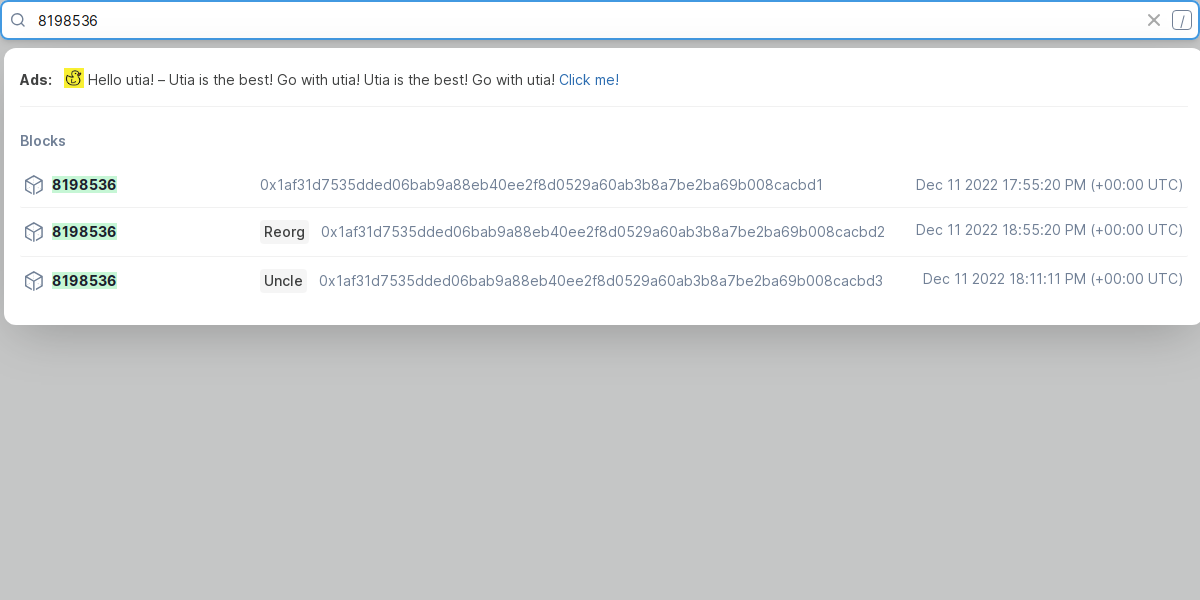 8198536 /
Ads: Hello utia! – Utia is the best! Go with utia! Utia is the best! Go with utia! Click me!
Blocks
8198536 0x1af31d7535dded06bab9a88eb40ee2f8d0529a60ab3b8a7be2ba69b008cacbd1 Dec 11 2022 17:55:20 PM (+00:00 UTC)
8198536 Reorg 0x1af31d7535dded06bab9a88eb40ee2f8d0529a60ab3b8a7be2ba69b008cacbd2 Dec 11 2022 18:55:20 PM (+00:00 UTC)
8198536 Uncle 0x1af31d7535dded06bab9a88eb40ee2f8d0529a60ab3b8a7be2ba69b008cacbd3 Dec 11 2022 18:11:11 PM (+00:00 UTC)